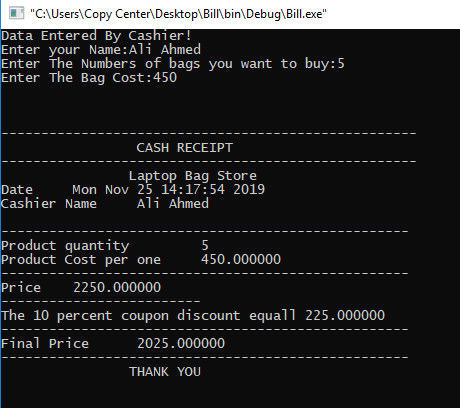 "C:\Users\Copy Center\Desktop\Bill\bin\Debug\Bill.exe"
Data Entered By Cashier!
Enter your Name:Ali Ahmed
Enter The Numbers of bags you want to buy:5
Enter The Bag Cost:450
----------------------------------------------------
CASH RECEIPT
----------------------------------------------------
Laptop Bag Store
Date     Mon Nov 25 14:17:54 2019
Cashier Name     Ali Ahmed
---------------------------------------------------
Product quantity         5
Product Cost per one     450.000000
---------------------------------------------------
Price    2250.000000
-------------------------
The 10 percent coupon discount equall 225.000000
---------------------------------------------------
Final Price      2025.000000
---------------------------------------------------
THANK YOU